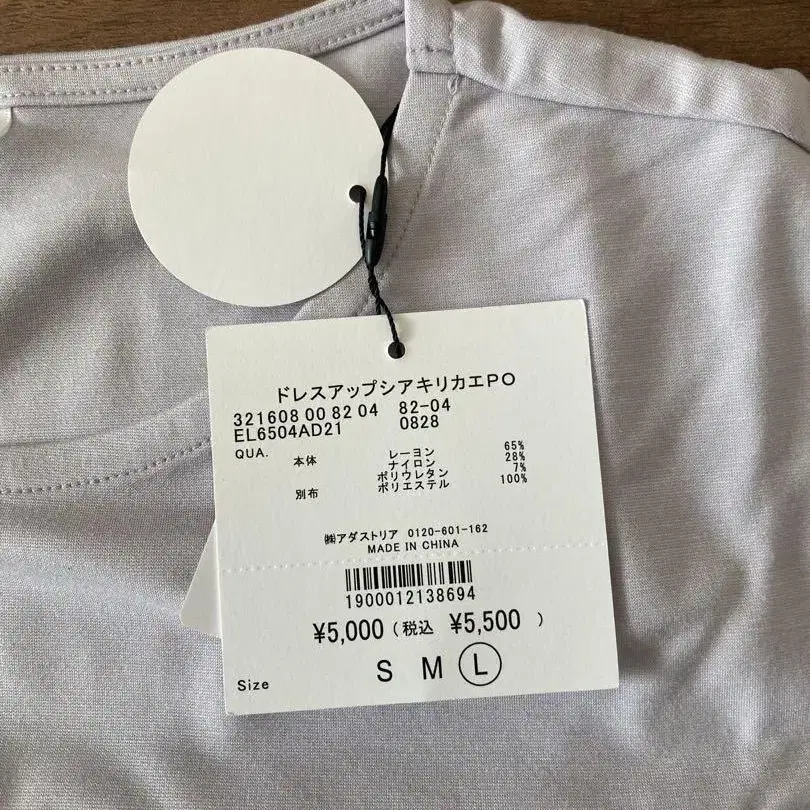 ドレスアップシアキリカエPO
321608 00 82 04 82-04
EL6504AD21 0828
QUA.
本体 レーヨン 65%
ナイロン 28%
ポリウレタン 7%
別布 ポリエステル 100%
㈱アダストリア 0120-601-162
MADE IN CHINA
1900012138694
¥5,000 (税込 ¥5,500 )
Size S M L